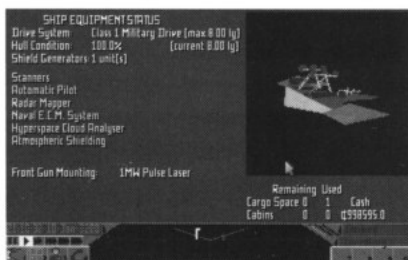 SHIP EQUIPMENT STATUS
Drive System: Class 1 Military Drive (max 8.00 ly)
Hull Condition: 100.0% (current 8.00 ly)
Shield Generators: 1 unit(s)
Scanners
Automatic Pilot
Radar Mapper
Naval E.C.M. System
Hyperspace Cloud Analyser
Atmospheric Shielding
Front Gun Mounting: 1MW Pulse Laser
Remaining Used
Cargo Space 0 1 Cash
Cabins 0 0